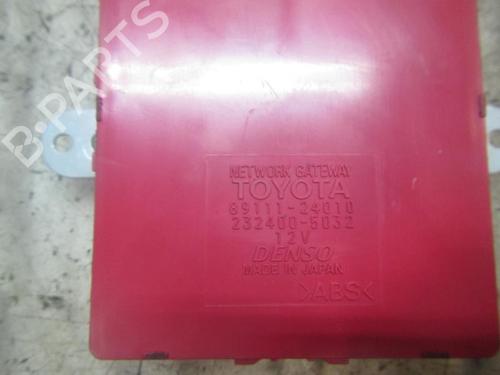 B-PARTS
NETWORK GATEWAY
TOYOTA
89111-24010
232400-5032
12V
DENSO
MADE IN JAPAN
>ABS<